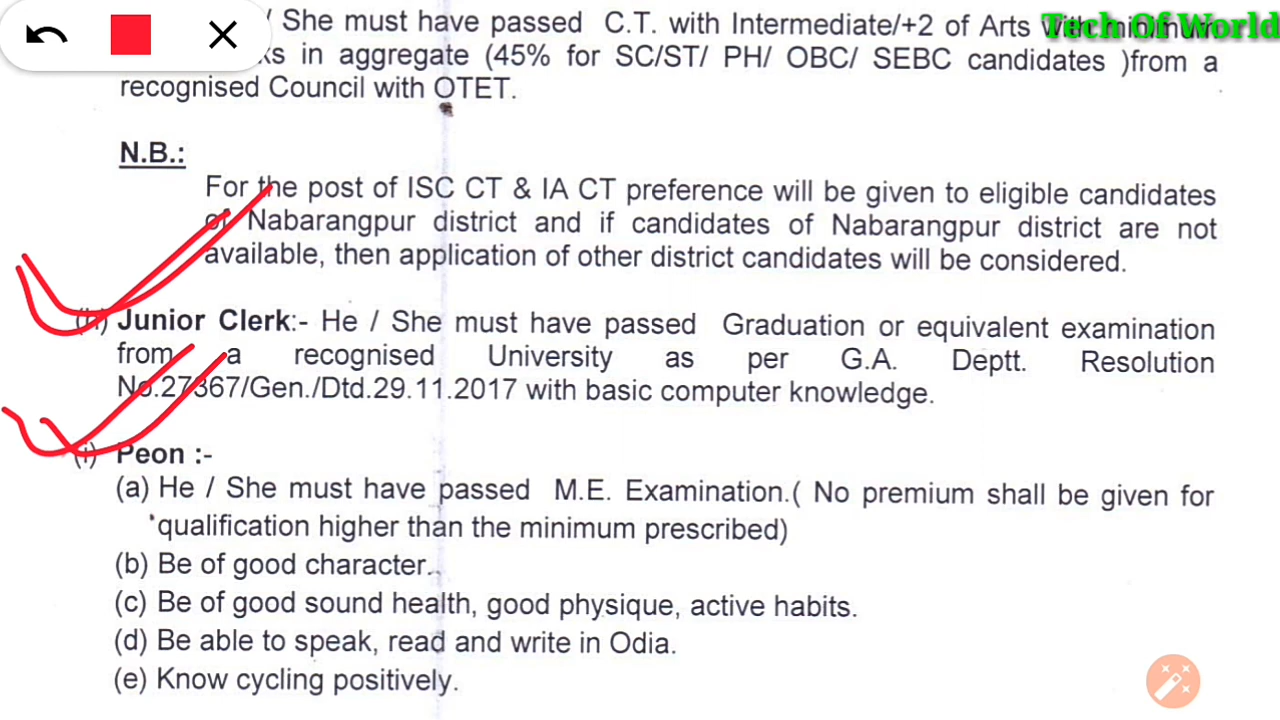 / She must have passed C.T. with Intermediate/+2 of Arts with minimum
Tech Of World
ks in aggregate (45% for SC/ST/ PH/ OBC/ SEBC candidates )from a
recognised Council with OTET.
N.B.:
For the post of ISC CT & IA CT preference will be given to eligible candidates
of Nabarangpur district and if candidates of Nabarangpur district are not
available, then application of other district candidates will be considered.
(h) Junior Clerk:- He / She must have passed Graduation or equivalent examination
from a recognised University as per G.A. Deptt. Resolution
No.27367/Gen./Dtd.29.11.2017 with basic computer knowledge.
(i) Peon :-
(a) He / She must have passed M.E. Examination.( No premium shall be given for
qualification higher than the minimum prescribed)
(b) Be of good character.
(c) Be of good sound health, good physique, active habits.
(d) Be able to speak, read and write in Odia.
(e) Know cycling positively.